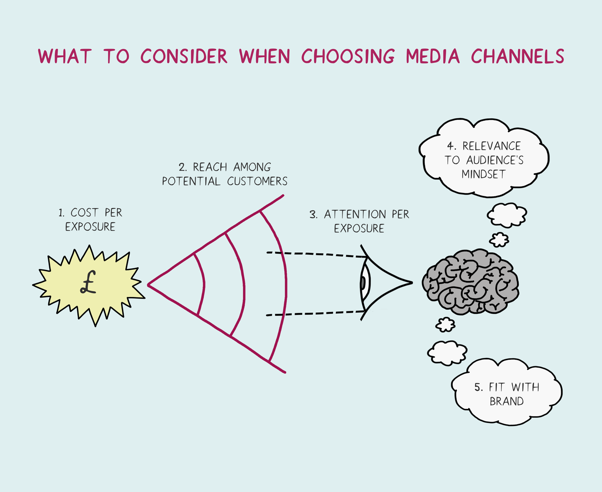 WHAT TO CONSIDER WHEN CHOOSING MEDIA CHANNELS
1. COST PER
EXPOSURE
£
2. REACH AMONG
POTENTIAL CUSTOMERS
3. ATTENTION PER
EXPOSURE
4. RELEVANCE
TO AUDIENCE'S
MINDSET
5. FIT WITH
BRAND